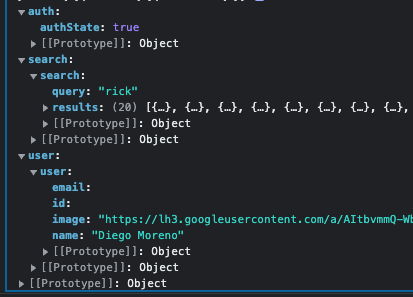 auth:
authState: true
[[Prototype]]: Object
search:
search:
query: "rick"
results: (20) [{…}, {…}, {…}, {…}, {…}, {…}, {…}, {…},
[[Prototype]]: Object
[[Prototype]]: Object
user:
user:
email:
id:
image: "https://lh3.googleusercontent.com/a/AItbvmmQ-Wb
name: "Diego Moreno"
[[Prototype]]: Object
[[Prototype]]: Object
[[Prototype]]: Object